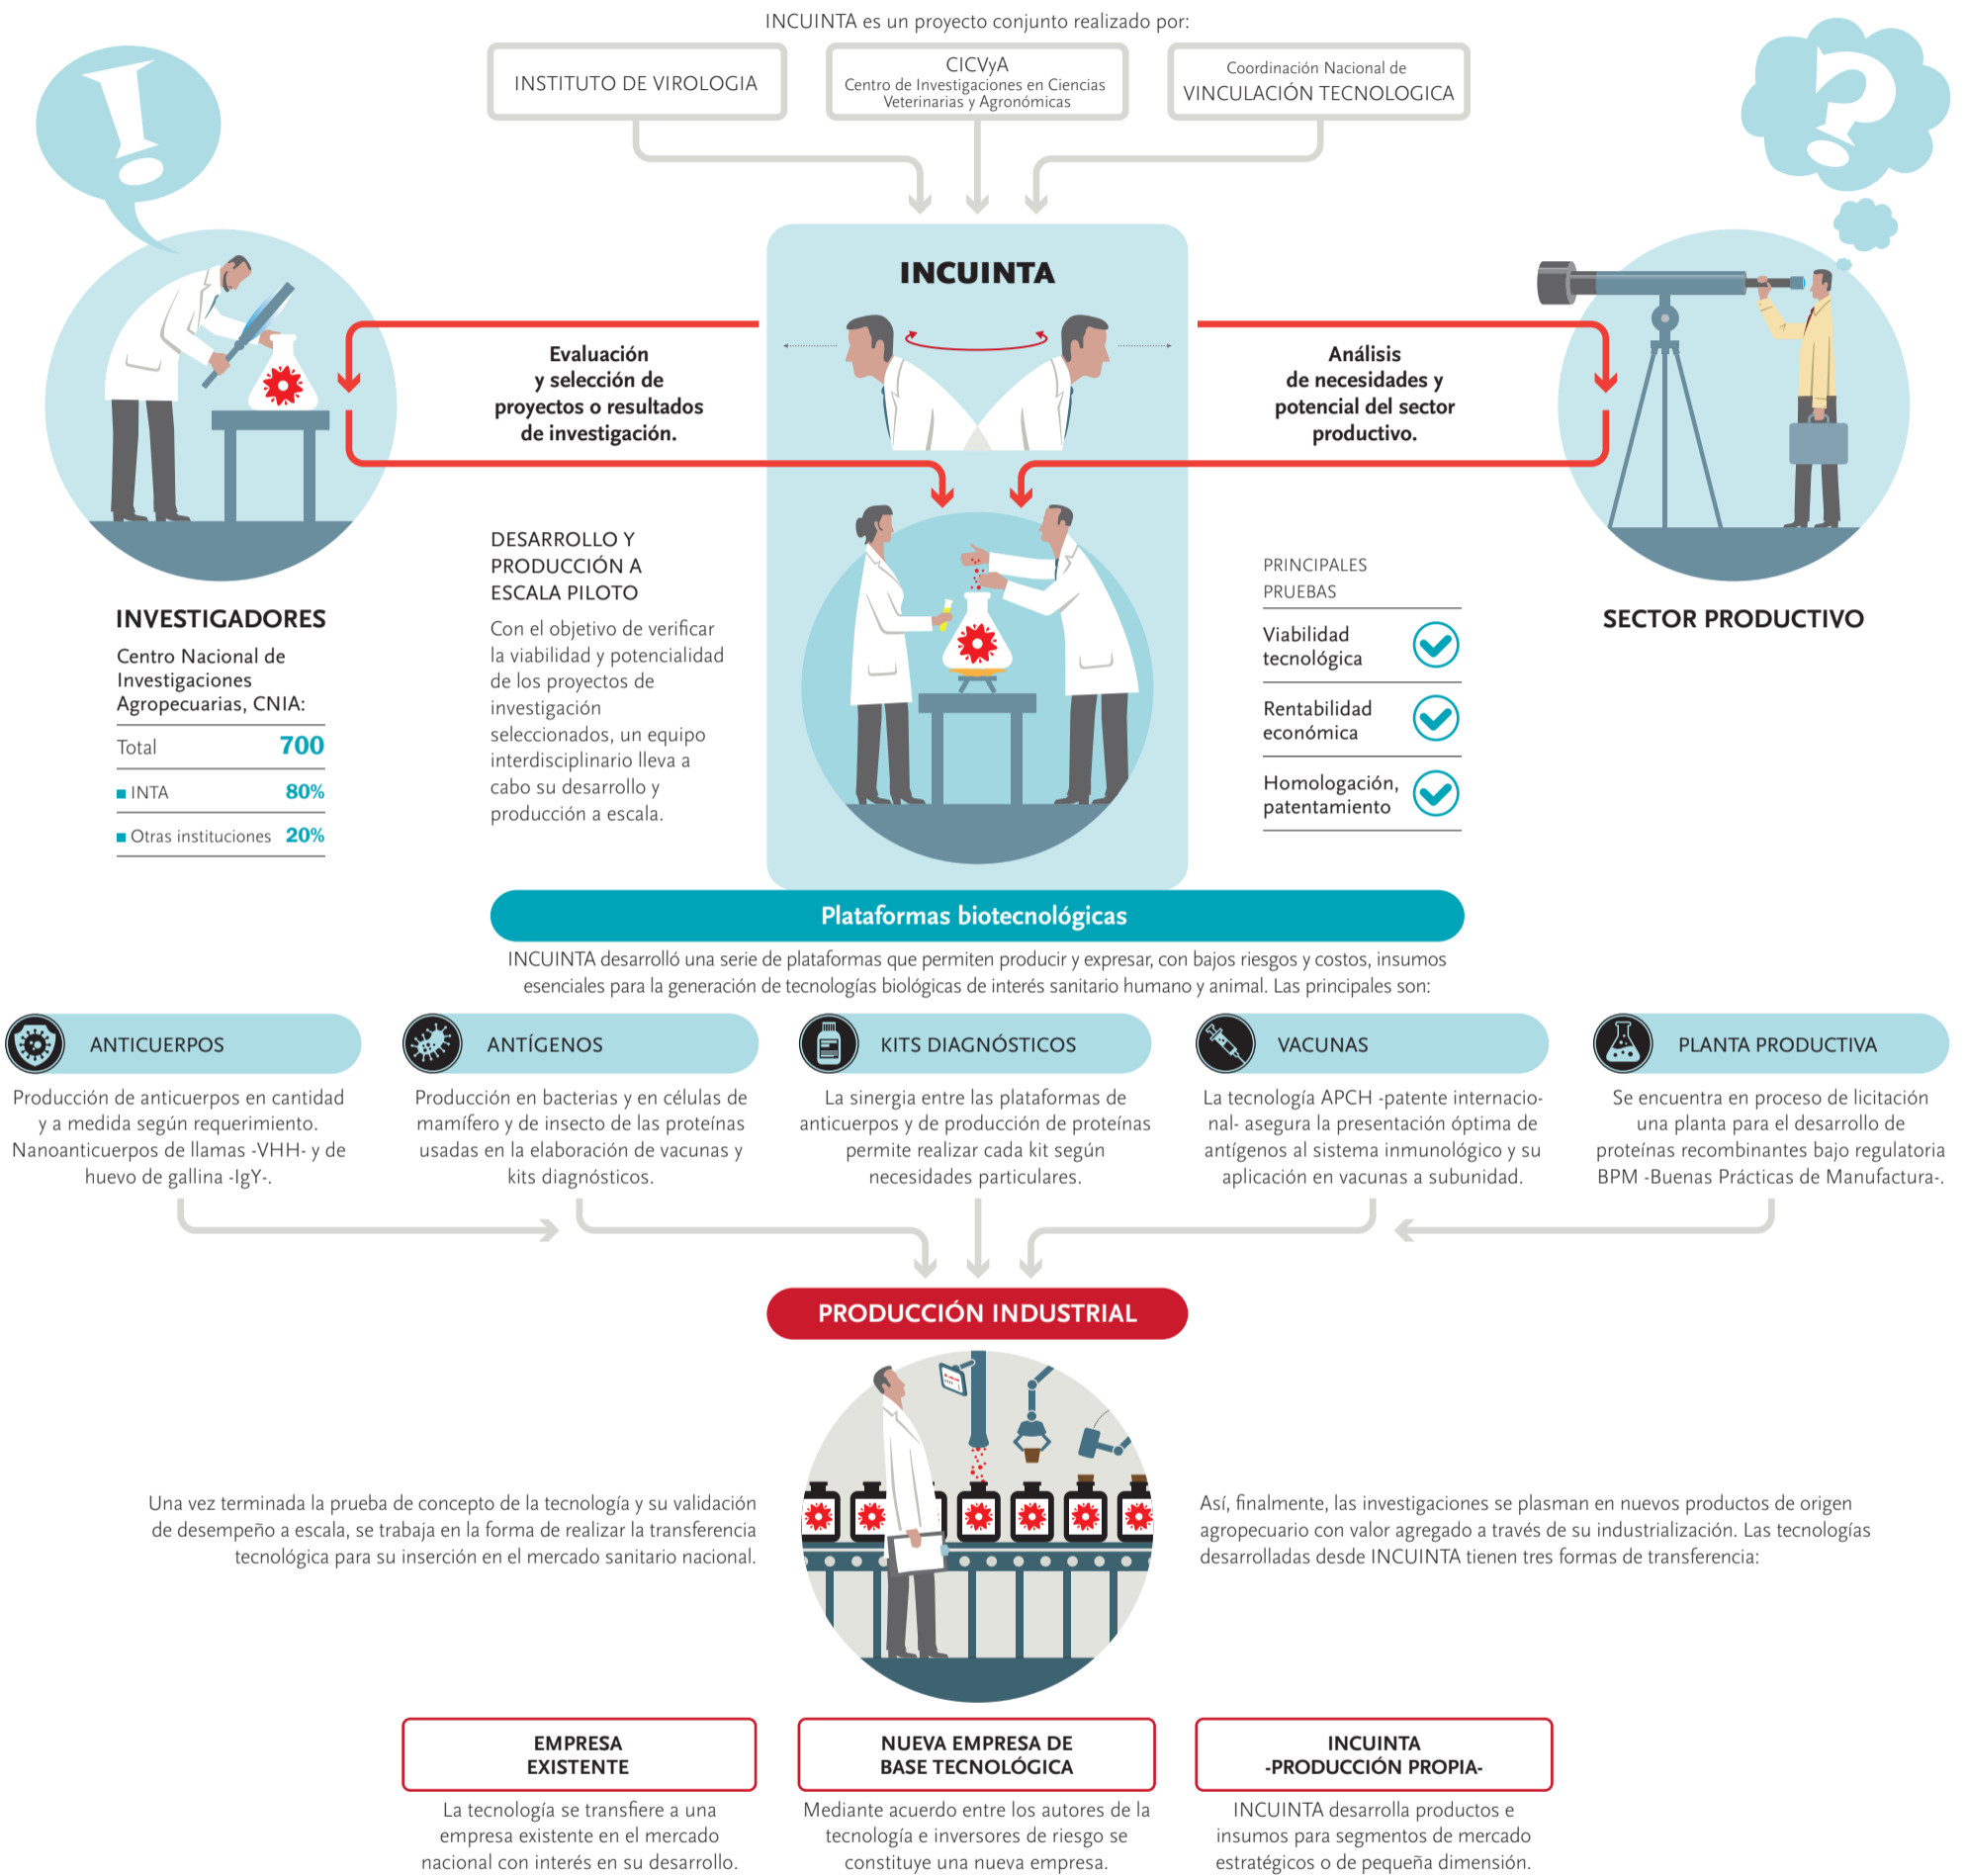 INCUINTA es un proyecto conjunto realizado por:
INSTITUTO DE VIROLOGIA
CICVyA
Centro de Investigaciones en Ciencias
Veterinarias y Agronómicas
Coordinación Nacional de
VINCULACIÓN TECNOLOGICA
INCUINTA
Evaluación
y selección de
proyectos o resultados
de investigación.
Análisis
de necesidades y
potencial del sector
productivo.
INVESTIGADORES
Centro Nacional de
Investigaciones
Agropecuarias, CNIA:
Total 700
INTA 80%
Otras instituciones 20%
DESARROLLO Y
PRODUCCIÓN A
ESCALA PILOTO
Con el objetivo de verificar
la viabilidad y potencialidad
de los proyectos de
investigación
seleccionados, un equipo
interdisciplinario lleva a
cabo su desarrollo y
producción a escala.
PRINCIPALES
PRUEBAS
Viabilidad
tecnológica
Rentabilidad
económica
Homologación,
patentamiento
SECTOR PRODUCTIVO
Plataformas biotecnológicas
INCUINTA desarrolló una serie de plataformas que permiten producir y expresar, con bajos riesgos y costos, insumos
esenciales para la generación de tecnologías biológicas de interés sanitario humano y animal. Las principales son:
ANTICUERPOS
Producción de anticuerpos en cantidad
y a medida según requerimiento.
Nanoanticuerpos de llamas -VHH- y de
huevo de gallina -IgY-.
ANTÍGENOS
Producción en bacterias y en células de
mamífero y de insecto de las proteínas
usadas en la elaboración de vacunas y
kits diagnósticos.
KITS DIAGNÓSTICOS
La sinergia entre las plataformas de
anticuerpos y de producción de proteínas
permite realizar cada kit según
necesidades particulares.
VACUNAS
La tecnología APCH -patente internacio-
nal- asegura la presentación óptima de
antígenos al sistema inmunológico y su
aplicación en vacunas a subunidad.
PLANTA PRODUCTIVA
Se encuentra en proceso de licitación
una planta para el desarrollo de
proteínas recombinantes bajo regulatoria
BPM -Buenas Prácticas de Manufactura-.
PRODUCCIÓN INDUSTRIAL
Una vez terminada la prueba de concepto de la tecnología y su validación
de desempeño a escala, se trabaja en la forma de realizar la transferencia
tecnológica para su inserción en el mercado sanitario nacional.
Así, finalmente, las investigaciones se plasman en nuevos productos de origen
agropecuario con valor agregado a través de su industrialización. Las tecnologías
desarrolladas desde INCUINTA tienen tres formas de transferencia:
EMPRESA
EXISTENTE
La tecnología se transfiere a una
empresa existente en el mercado
nacional con interés en su desarrollo.
NUEVA EMPRESA DE
BASE TECNOLÓGICA
Mediante acuerdo entre los autores de la
tecnología e inversores de riesgo se
constituye una nueva empresa.
INCUINTA
-PRODUCCIÓN PROPIA-
INCUINTA desarrolla productos e
insumos para segmentos de mercado
estratégicos o de pequeña dimensión.